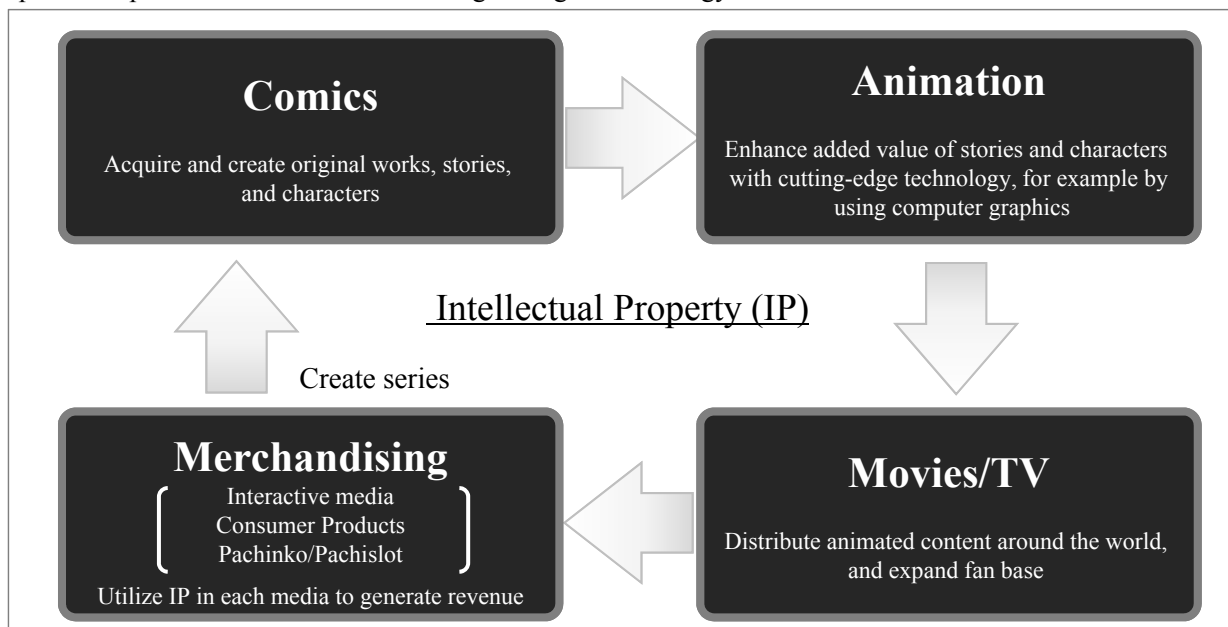 Comics
Acquire and create original works, stories,
and characters
Animation
Enhance added value of stories and characters
with cutting-edge technology, for example by
using computer graphics
Intellectual Property (IP)
Create series
Merchandising
Interactive media
Consumer Products
Pachinko/Pachislot
Utilize IP in each media to generate revenue
Movies/TV
Distribute animated content around the world,
and expand fan base